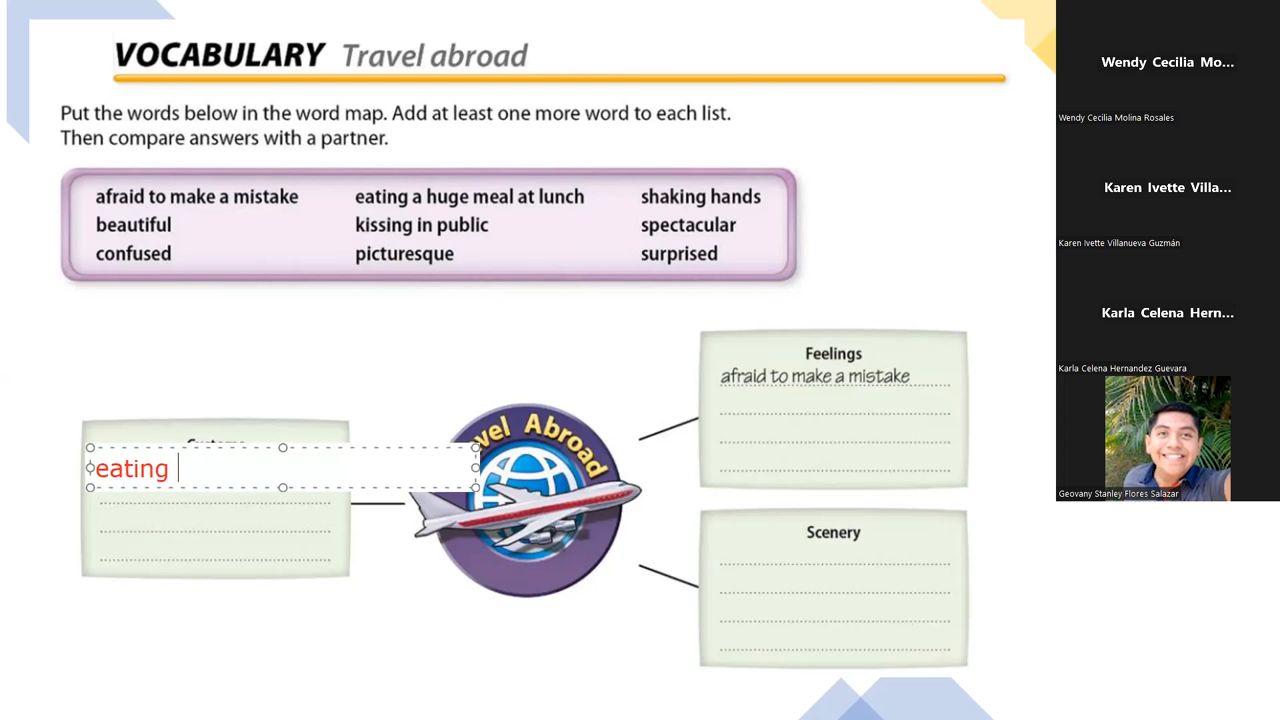 VOCABULARY Travel abroad
Put the words below in the word map. Add at least one more word to each list.
Then compare answers with a partner.
afraid to make a mistake eating a huge meal at lunch shaking hands
beautiful kissing in public spectacular
confused picturesque surprised
Feelings
afraid to make a mistake
eating
vel Abroad
Scenery
Wendy Cecilia Mo...
Wendy Cecilia Molina Rosales
Karen Ivette Villa...
Karen Ivette Villanueva Guzmán
Karla Celena Hern...
Karla Celena Hernandez Guevara
Geovany Stanley Flores Salazar